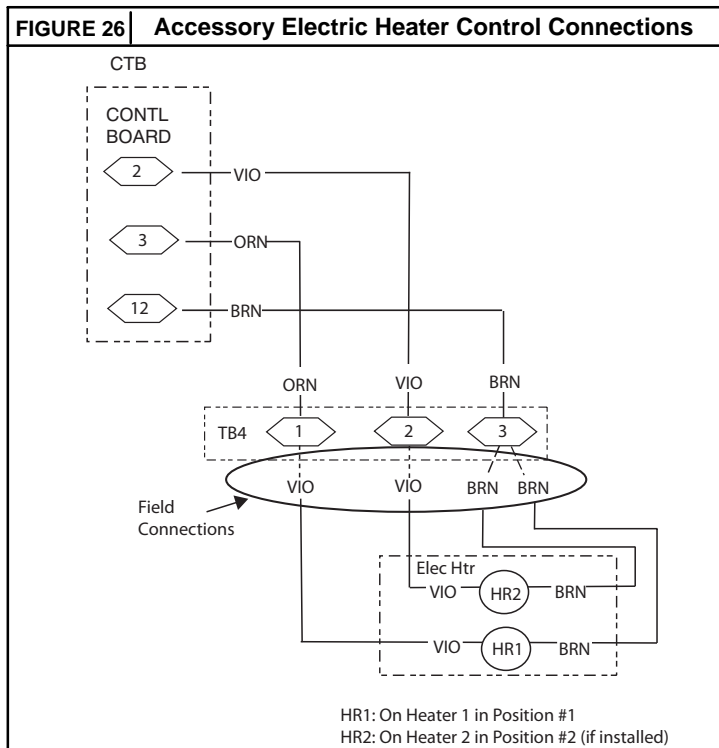 FIGURE 26 Accessory Electric Heater Control Connections
CTB
CONTL
BOARD
2
VIO
3
ORN
12
BRN
ORN VIO BRN
TB4 1 2 3
VIO VIO BRN BRN
Field
Connections
Elec Htr
VIO HR2 BRN
VIO HR1 BRN
HR1: On Heater 1 in Position #1
HR2: On Heater 2 in Position #2 (if installed)